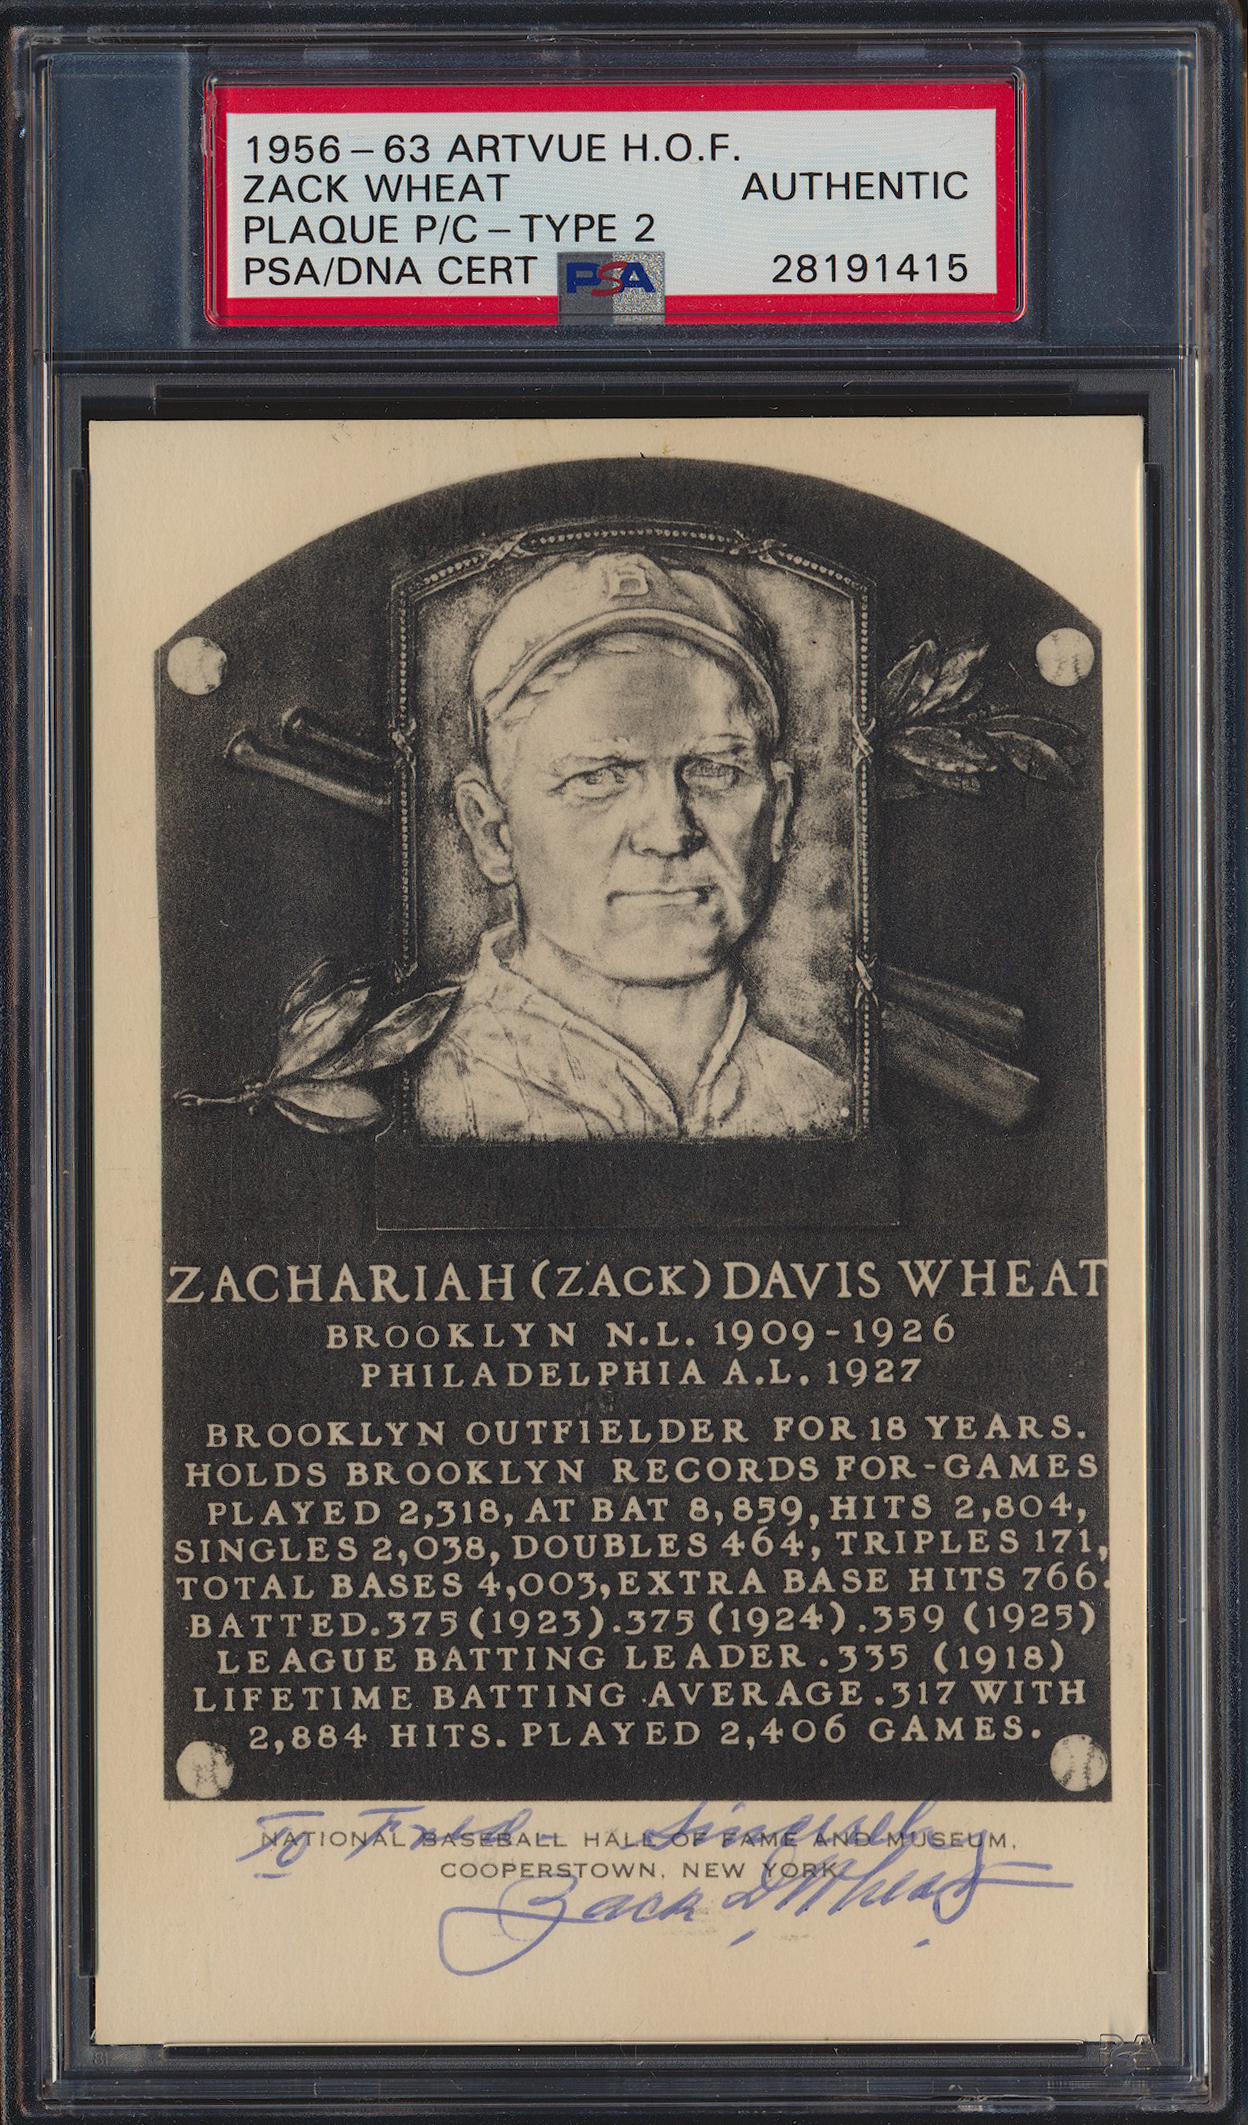 1956–63 ARTVUE H.O.F.
ZACK WHEAT AUTHENTIC
PLAQUE P/C – TYPE 2
PSA/DNA CERT PSA 28191415
B
ZACHARIAH (ZACK) DAVIS WHEAT
BROOKLYN N.L. 1909-1926
PHILADELPHIA A.L. 1927
BROOKLYN OUTFIELDER FOR 18 YEARS.
HOLDS BROOKLYN RECORDS FOR-GAMES
PLAYED 2,318, AT BAT 8,859, HITS 2,804,
SINGLES 2,038, DOUBLES 464, TRIPLES 171,
TOTAL BASES 4,003, EXTRA BASE HITS 766.
BATTED .375 (1923) .375 (1924) .359 (1925)
LEAGUE BATTING LEADER .335 (1918)
LIFETIME BATTING AVERAGE .317 WITH
2,884 HITS. PLAYED 2,406 GAMES.
To Fred- Sincerely
NATIONAL BASEBALL HALL OF FAME AND MUSEUM,
COOPERSTOWN, NEW YORK
Zack D Wheat